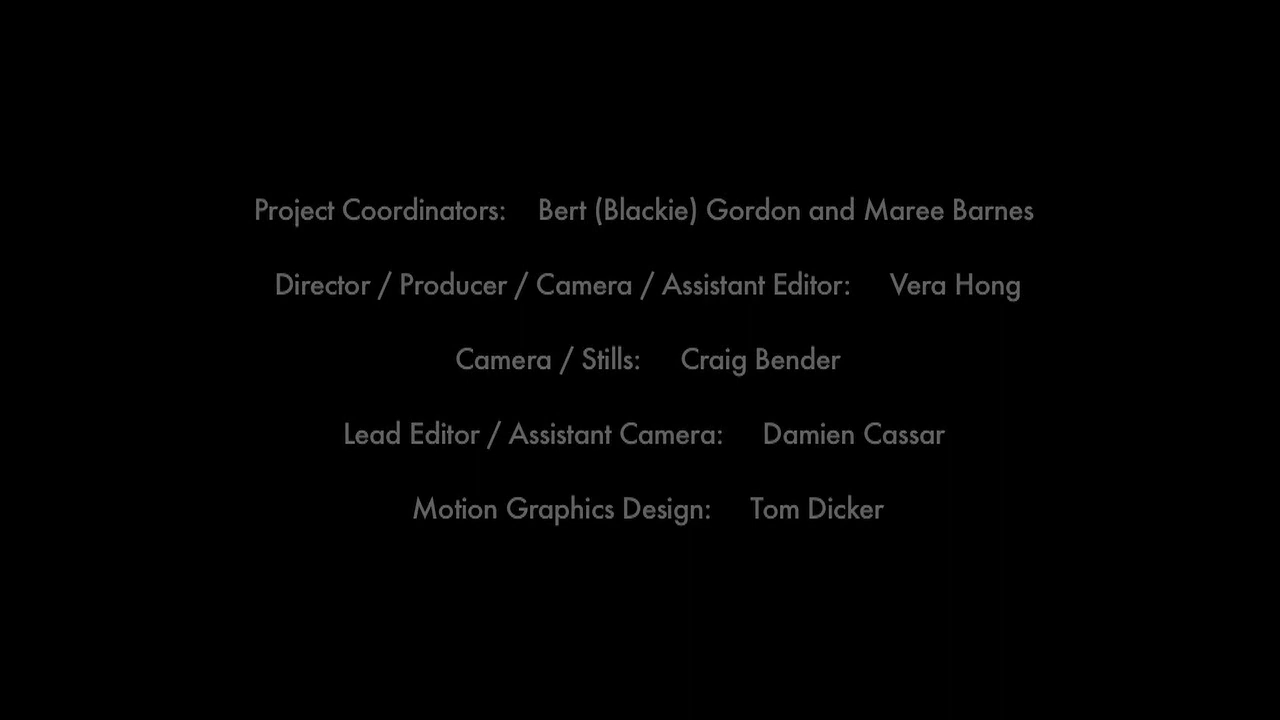 Project Coordinators: Bert (Blackie) Gordon and Maree Barnes
Director / Producer / Camera / Assistant Editor: Vera Hong
Camera / Stills: Craig Bender
Lead Editor / Assistant Camera: Damien Cassar
Motion Graphics Design: Tom Dicker